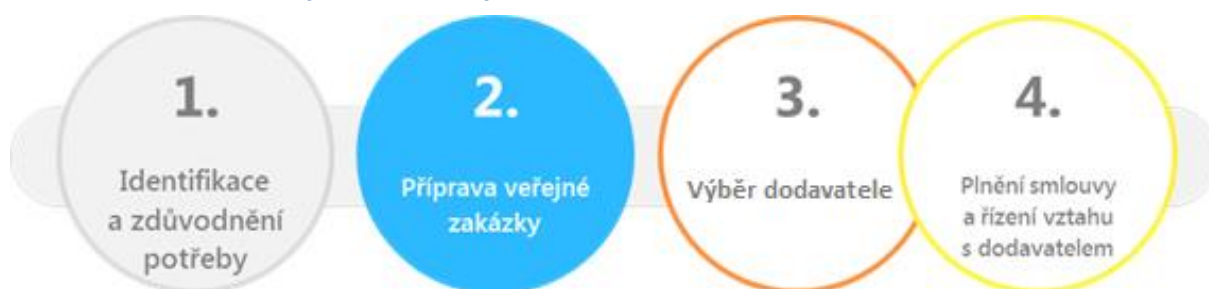 1.
Identifikace
a zdůvodnění
potřeby
2.
Příprava veřejné
zakázky
3.
Výběr dodavatele
4.
Plnění smlouvy
a řízení vztahu
s dodavatelem